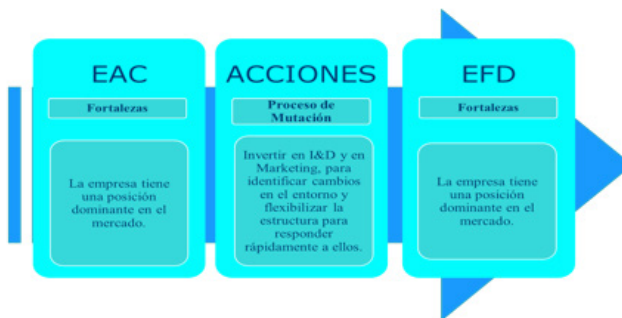 EAC
Fortalezas
La empresa tiene
una posición
dominante en el
mercado.
ACCIONES
Proceso de
Mutación
Invertir en I&D y en
Marketing, para
identificar cambios
en el entorno y
flexibilizar la
estructura para
responder
rápidamente a ellos.
EFD
Fortalezas
La empresa tiene
una posición
dominante en el
mercado.